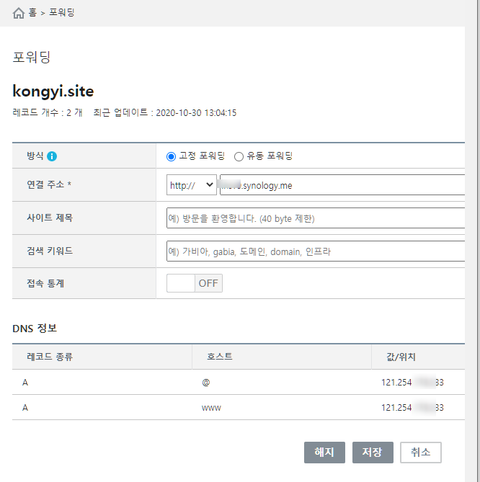 홈 > 포워딩
포워딩
kongyi.site
레코드 개수 : 2 개 최근 업데이트 : 2020-10-30 13:04:15
방식 고정 포워딩 유동 포워딩
연결 주소 * http:// .synology.me
사이트 제목 예) 방문을 환영합니다. (40 byte 제한)
검색 키워드 예) 가비아, gabia, 도메인, domain, 인프라
접속 통계 OFF
DNS 정보
레코드 종류 호스트 값/위치
A @ 121.254 33
A www 121.254 33
해지 저장 취소